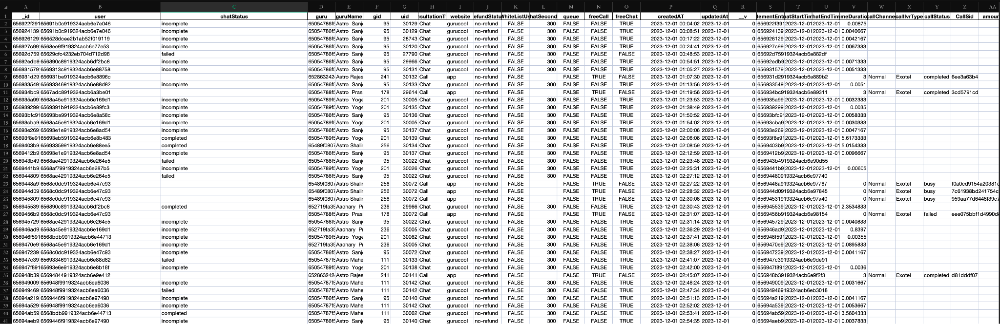 A B C D E F G H I J K L M N O P Q R S T U V W X Y Z AA
1 _id user chatStatus guru guruName gid uid nsultationT website efundStatu WhiteListUs hatSecond queue freeCall freeChat createdAT updatedAt __v tementEnt hatStartTim hatEndTim meDuratio callChanne callIvrType callStatus CallSid amour
2 656922f291 65691b0c919324acb6e7e046 incomplete 65054786f5 Astro Sanj 95 30129 Chat gurucool no-refund FALSE 300 FALSE FALSE TRUE 2023-12-01 00:04:02 2023-12-01 0 656922f391 2023-12-01 2023-12-01 0.00875
3 656924139 65691b0c919324acb6e7e046 incomplete 65054786f5 Astro Sanj 95 30129 Chat gurucool no-refund FALSE 300 FALSE FALSE TRUE 2023-12-01 00:08:51 2023-12-01 0 656924139 2023-12-01 2023-12-01 0.0040667
4 656926129 656528dcee2b1ab52f019119 incomplete 65054786f5 Astro Sanj 95 28743 Chat gurucool no-refund FALSE 300 FALSE FALSE TRUE 2023-12-01 00:17:22 2023-12-01 0 656926129 2023-12-01 2023-12-01 0.0042167
5 656927c99 6568ee9f919324acb6e77e53 incomplete 65054786f5 Astro Sanj 95 30120 Chat gurucool no-refund FALSE 300 FALSE FALSE TRUE 2023-12-01 00:24:41 2023-12-01 0 656927c99 2023-12-01 2023-12-01 0.0067333
6 65692d759 65629cfc4232eb704d712d98 failed 65054786f5 Astro Sanj 95 27790 Chat gurucool no-refund FALSE 300 FALSE FALSE FALSE 2023-12-01 00:48:53 2023-12-01 0 65692d75919324acb6e882df
7 65692edb9 656890c8919324acb6df2bc8 incomplete 65054786f5 Astro Sanj 95 29966 Chat gurucool no-refund FALSE 300 FALSE FALSE TRUE 2023-12-01 00:54:51 2023-12-01 0 65692edb9 2023-12-01 2023-12-01 0.0071333
8 656931579 6569313c919324acb6e88758 incomplete 65054786f5 Astro Sanj 95 30131 Chat gurucool no-refund FALSE 300 FALSE FALSE TRUE 2023-12-01 01:05:27 2023-12-01 0 656931579 2023-12-01 2023-12-01 0.0051333
9 656931d29 656931be919324acb6e8896c 652863242 Astro Rajes 241 30132 Call app no-refund FALSE FALSE TRUE FALSE 2023-12-01 01:07:30 2023-12-01 0 656931d2919324acb6e889b2 3 Normal Exotel completed 6ee3a63b4
10 656933549 65693346919324acb6e88d82 incomplete 65054786f5 Astro Sanj 95 30133 Chat gurucool no-refund FALSE 300 FALSE FALSE TRUE 2023-12-01 01:13:56 2023-12-01 0 656933549 2023-12-01 2023-12-01 0.0051
11 656934bc9 6567adc8919324acb6a3be01 65054788f5 Astro Pras 178 29614 Call app no-refund FALSE FALSE TRUE FALSE 2023-12-01 01:19:56 2023-12-01 0 656934bc919324acb6e89311 3 Normal Exotel completed 3cd5791cd
12 656935a99 6568a45e919324acb6e169d1 incomplete 65054789f5 Astro Yoge 201 30005 Chat gurucool no-refund FALSE 300 FALSE FALSE TRUE 2023-12-01 01:23:53 2023-12-01 0 656935a99 2023-12-01 2023-12-01 0.0032333
13 656939299 6569391b919324acb6e89fc3 incomplete 65054789f5 Astro Yoge 201 30135 Chat gurucool no-refund FALSE 300 FALSE FALSE TRUE 2023-12-01 01:38:49 2023-12-01 0 656939299 2023-12-01 2023-12-01 0.0035
14 65693bfc91 65693be9919324acb6e8a58c incomplete 65054786f5 Astro Sanj 95 30136 Chat gurucool no-refund FALSE 300 FALSE FALSE TRUE 2023-12-01 01:50:52 2023-12-01 0 65693bfc91 2023-12-01 2023-12-01 0.0058333
15 65693cba9 6568a45e919324acb6e169d1 incomplete 65054789f5 Astro Yoge 201 30005 Chat gurucool no-refund FALSE 300 FALSE FALSE TRUE 2023-12-01 01:54:02 2023-12-01 0 65693cba9 2023-12-01 2023-12-01 0.0030333
16 65693e269 65693e1e919324acb6e8ad54 incomplete 65054786f5 Astro Sanj 95 30137 Chat gurucool no-refund FALSE 300 FALSE FALSE TRUE 2023-12-01 02:00:06 2023-12-01 0 65693e269 2023-12-01 2023-12-01 0.0047167
17 65693f8e91 65693eb5919324acb6e8b483 completed 65054789f5 Astro Yoge 201 30139 Chat gurucool no-refund FALSE 300 FALSE FALSE TRUE 2023-12-01 02:06:06 2023-12-01 0 65693f8e91 2023-12-01 2023-12-01 5.6173333
18 6569403b9 65693359919324acb6e88ee5 completed 65489f0807 Astro Shalin 256 30134 Chat gurucool no-refund FALSE 300 FALSE FALSE TRUE 2023-12-01 02:08:59 2023-12-01 0 6569403b9 2023-12-01 2023-12-01 5.0154333
19 6569412b9 65693e1e919324acb6e8ad54 incomplete 65054786f5 Astro Sanj 95 30137 Chat gurucool no-refund FALSE 300 FALSE FALSE TRUE 2023-12-01 02:12:59 2023-12-01 0 6569412b9 2023-12-01 2023-12-01 0.0096667
20 656943b49 6568ae42919324acb6e264e5 failed 65054786f5 Astro Sanj 95 30022 Chat gurucool no-refund FALSE 300 FALSE FALSE TRUE 2023-12-01 02:23:48 2023-12-01 0 656943b4919324acb6e90d55
21 6569441b9 6568af79919324acb6e287b5 incomplete 65054789f5 Astro Yoge 201 30026 Chat gurucool no-refund FALSE 300 FALSE FALSE TRUE 2023-12-01 02:25:31 2023-12-01 0 6569441b9 2023-12-01 2023-12-01 0.00605
22 656944809 6568ae42919324acb6e264e5 failed 65054786f5 Astro Sanj 95 30022 Chat gurucool no-refund FALSE 300 FALSE FALSE TRUE 2023-12-01 02:27:12 2023-12-01 0 65694480919324acb6e97740
23 6569448a9 6568c0dc919324acb6e47c93 65489f0807 Astro Shalin 256 30072 Call app no-refund FALSE FALSE TRUE FALSE 2023-12-01 02:27:22 2023-12-01 0 6569448a919324acb6e97767 0 Normal Exotel busy f0a0cd9154a20381c
24 656944d09 6568c0dc919324acb6e47c93 65489f0807 Astro Shalin 256 30072 Call app no-refund FALSE FALSE TRUE FALSE 2023-12-01 02:28:32 2023-12-01 0 656944d0919324acb6e97845 0 Normal Exotel busy 7c61938bd241754c
25 656945309 6568c0dc919324acb6e47c93 65489f0807 Astro Shalin 256 30072 Call app no-refund FALSE FALSE TRUE FALSE 2023-12-01 02:30:08 2023-12-01 0 65694531919324acb6e97a40 0 Normal Exotel busy 959aa77d6448f39c7
26 656945539 656890c8919324acb6df2bc8 completed 652719fa35 Aachary Pr 236 29966 Chat gurucool no-refund FALSE 300 FALSE FALSE TRUE 2023-12-01 02:30:43 2023-12-01 0 656945539 2023-12-01 2023-12-01 2.3534833
27 6569456b9 6568c0dc919324acb6e47c93 65054788f5 Astro Pras 178 30072 Call app no-refund FALSE FALSE TRUE FALSE 2023-12-01 02:31:07 2023-12-01 0 6569456b919324acb6e98154 0 Normal Exotel failed eee075bbf1d4990d8
28 656945729 6568ae42919324acb6e264e5 incomplete 65054786f5 Astro Sanj 95 30022 Chat gurucool no-refund FALSE 300 FALSE FALSE TRUE 2023-12-01 02:31:14 2023-12-01 0 656945729 2023-12-01 2023-12-01 0.0040833
29 656946ad9 6568a45e919324acb6e169d1 incomplete 652719fa35 Aachary Pr 236 30005 Chat gurucool no-refund FALSE 300 FALSE FALSE TRUE 2023-12-01 02:36:29 2023-12-01 0 656946ad9 2023-12-01 2023-12-01 0.8397
30 656946f591 6568bdb9919324acb6e44713 incomplete 65054789f5 Astro Yoge 201 30062 Chat gurucool no-refund FALSE 300 FALSE FALSE TRUE 2023-12-01 02:37:41 2023-12-01 0 656946f591 2023-12-01 2023-12-01 0.00355
31 6569470e9 6568a45e919324acb6e169d1 incomplete 652719fa35 Aachary Pr 236 30005 Chat gurucool no-refund FALSE 300 FALSE FALSE TRUE 2023-12-01 02:38:06 2023-12-01 0 6569470e9 2023-12-01 2023-12-01 0.0895833
32 656947239 6568c0dc919324acb6e47c93 incomplete 65054786f5 Astro Sanj 95 30072 Chat gurucool no-refund FALSE 300 FALSE FALSE TRUE 2023-12-01 02:38:27 2023-12-01 0 656947239 2023-12-01 2023-12-01 0.0041167
33 656947c39 65693346919324acb6e88d82 failed 65054787f5 Astro Mahe 111 30133 Chat gurucool no-refund FALSE 300 FALSE FALSE TRUE 2023-12-01 02:41:07 2023-12-01 0 656947c3919324acb6e9de91
34 656947f891 65693e6e919324acb6e8b18f incomplete 65054789f5 Astro Yoge 201 30138 Chat gurucool no-refund FALSE 300 FALSE FALSE TRUE 2023-12-01 02:42:00 2023-12-01 0 656947f891 2023-12-01 2023-12-01 0.0036
35 656948b39 65694844919324acb6e9e412 652863242 Astro Rajes 241 30141 Call app no-refund FALSE FALSE TRUE FALSE 2023-12-01 02:45:07 2023-12-01 0 656948b3919324acb6e9f2f3 3 Normal Exotel completed d81dddf07
36 656949009 656948f9919324acb6ea6036 incomplete 65054787f5 Astro Mahe 111 30142 Chat gurucool no-refund FALSE 300 FALSE FALSE TRUE 2023-12-01 02:46:24 2023-12-01 0 656949009 2023-12-01 2023-12-01 0.0031667
37 656949469 656948f9919324acb6ea6036 failed 65054787f5 Astro Mahe 111 30142 Chat gurucool no-refund FALSE 300 FALSE FALSE TRUE 2023-12-01 02:47:34 2023-12-01 0 65694946919324acb6eb3018
38 65694a219 6569446f919324acb6e97490 incomplete 65054786f5 Astro Sanj 95 30140 Chat gurucool no-refund FALSE 300 FALSE FALSE TRUE 2023-12-01 02:51:13 2023-12-01 0 65694a219 2023-12-01 2023-12-01 0.0041167
39 65694a529 656948f9919324acb6ea6036 incomplete 65054787f5 Astro Mahe 111 30142 Chat gurucool no-refund FALSE 300 FALSE FALSE TRUE 2023-12-01 02:52:02 2023-12-01 0 65694a539 2023-12-01 2023-12-01 0.0053667
40 65694ab59 6568bdb9919324acb6e44713 completed 65054787f5 Astro Mahe 111 30062 Chat gurucool no-refund FALSE 300 FALSE FALSE TRUE 2023-12-01 02:53:41 2023-12-01 0 65694ab59 2023-12-01 2023-12-01 3.5604333
41 65694aeb9 6569446f919324acb6e97490 incomplete 65054786f5 Astro Sanj 95 30140 Chat gurucool no-refund FALSE 300 FALSE FALSE TRUE 2023-12-01 02:54:35 2023-12-01 0 65694aeb9 2023-12-01 2023-12-01 0.0037833